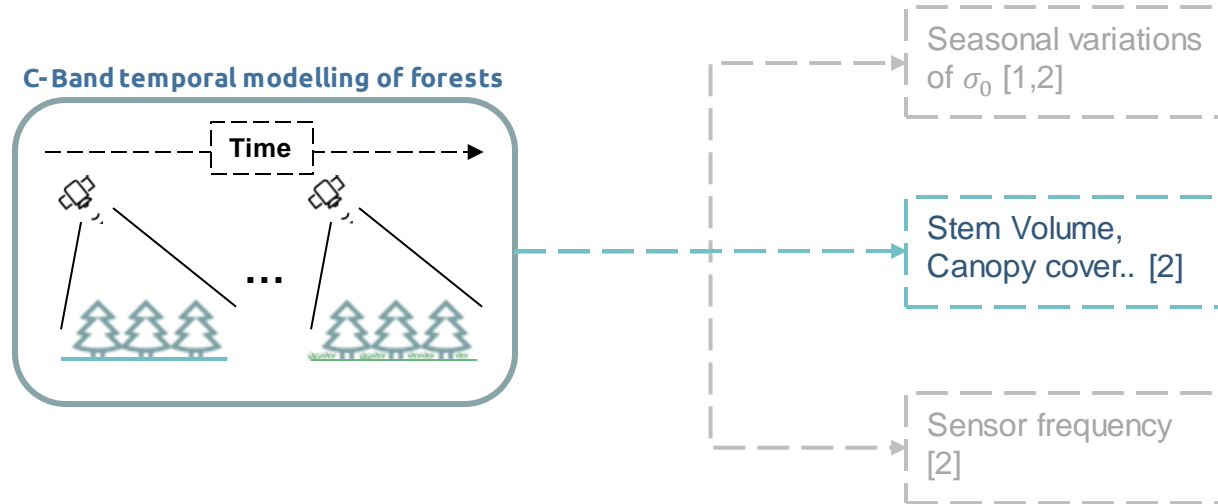 C-Band temporal modelling of forests
Time
...
Seasonal variations
of σ₀ [1,2]
Stem Volume,
Canopy cover.. [2]
Sensor frequency
[2]